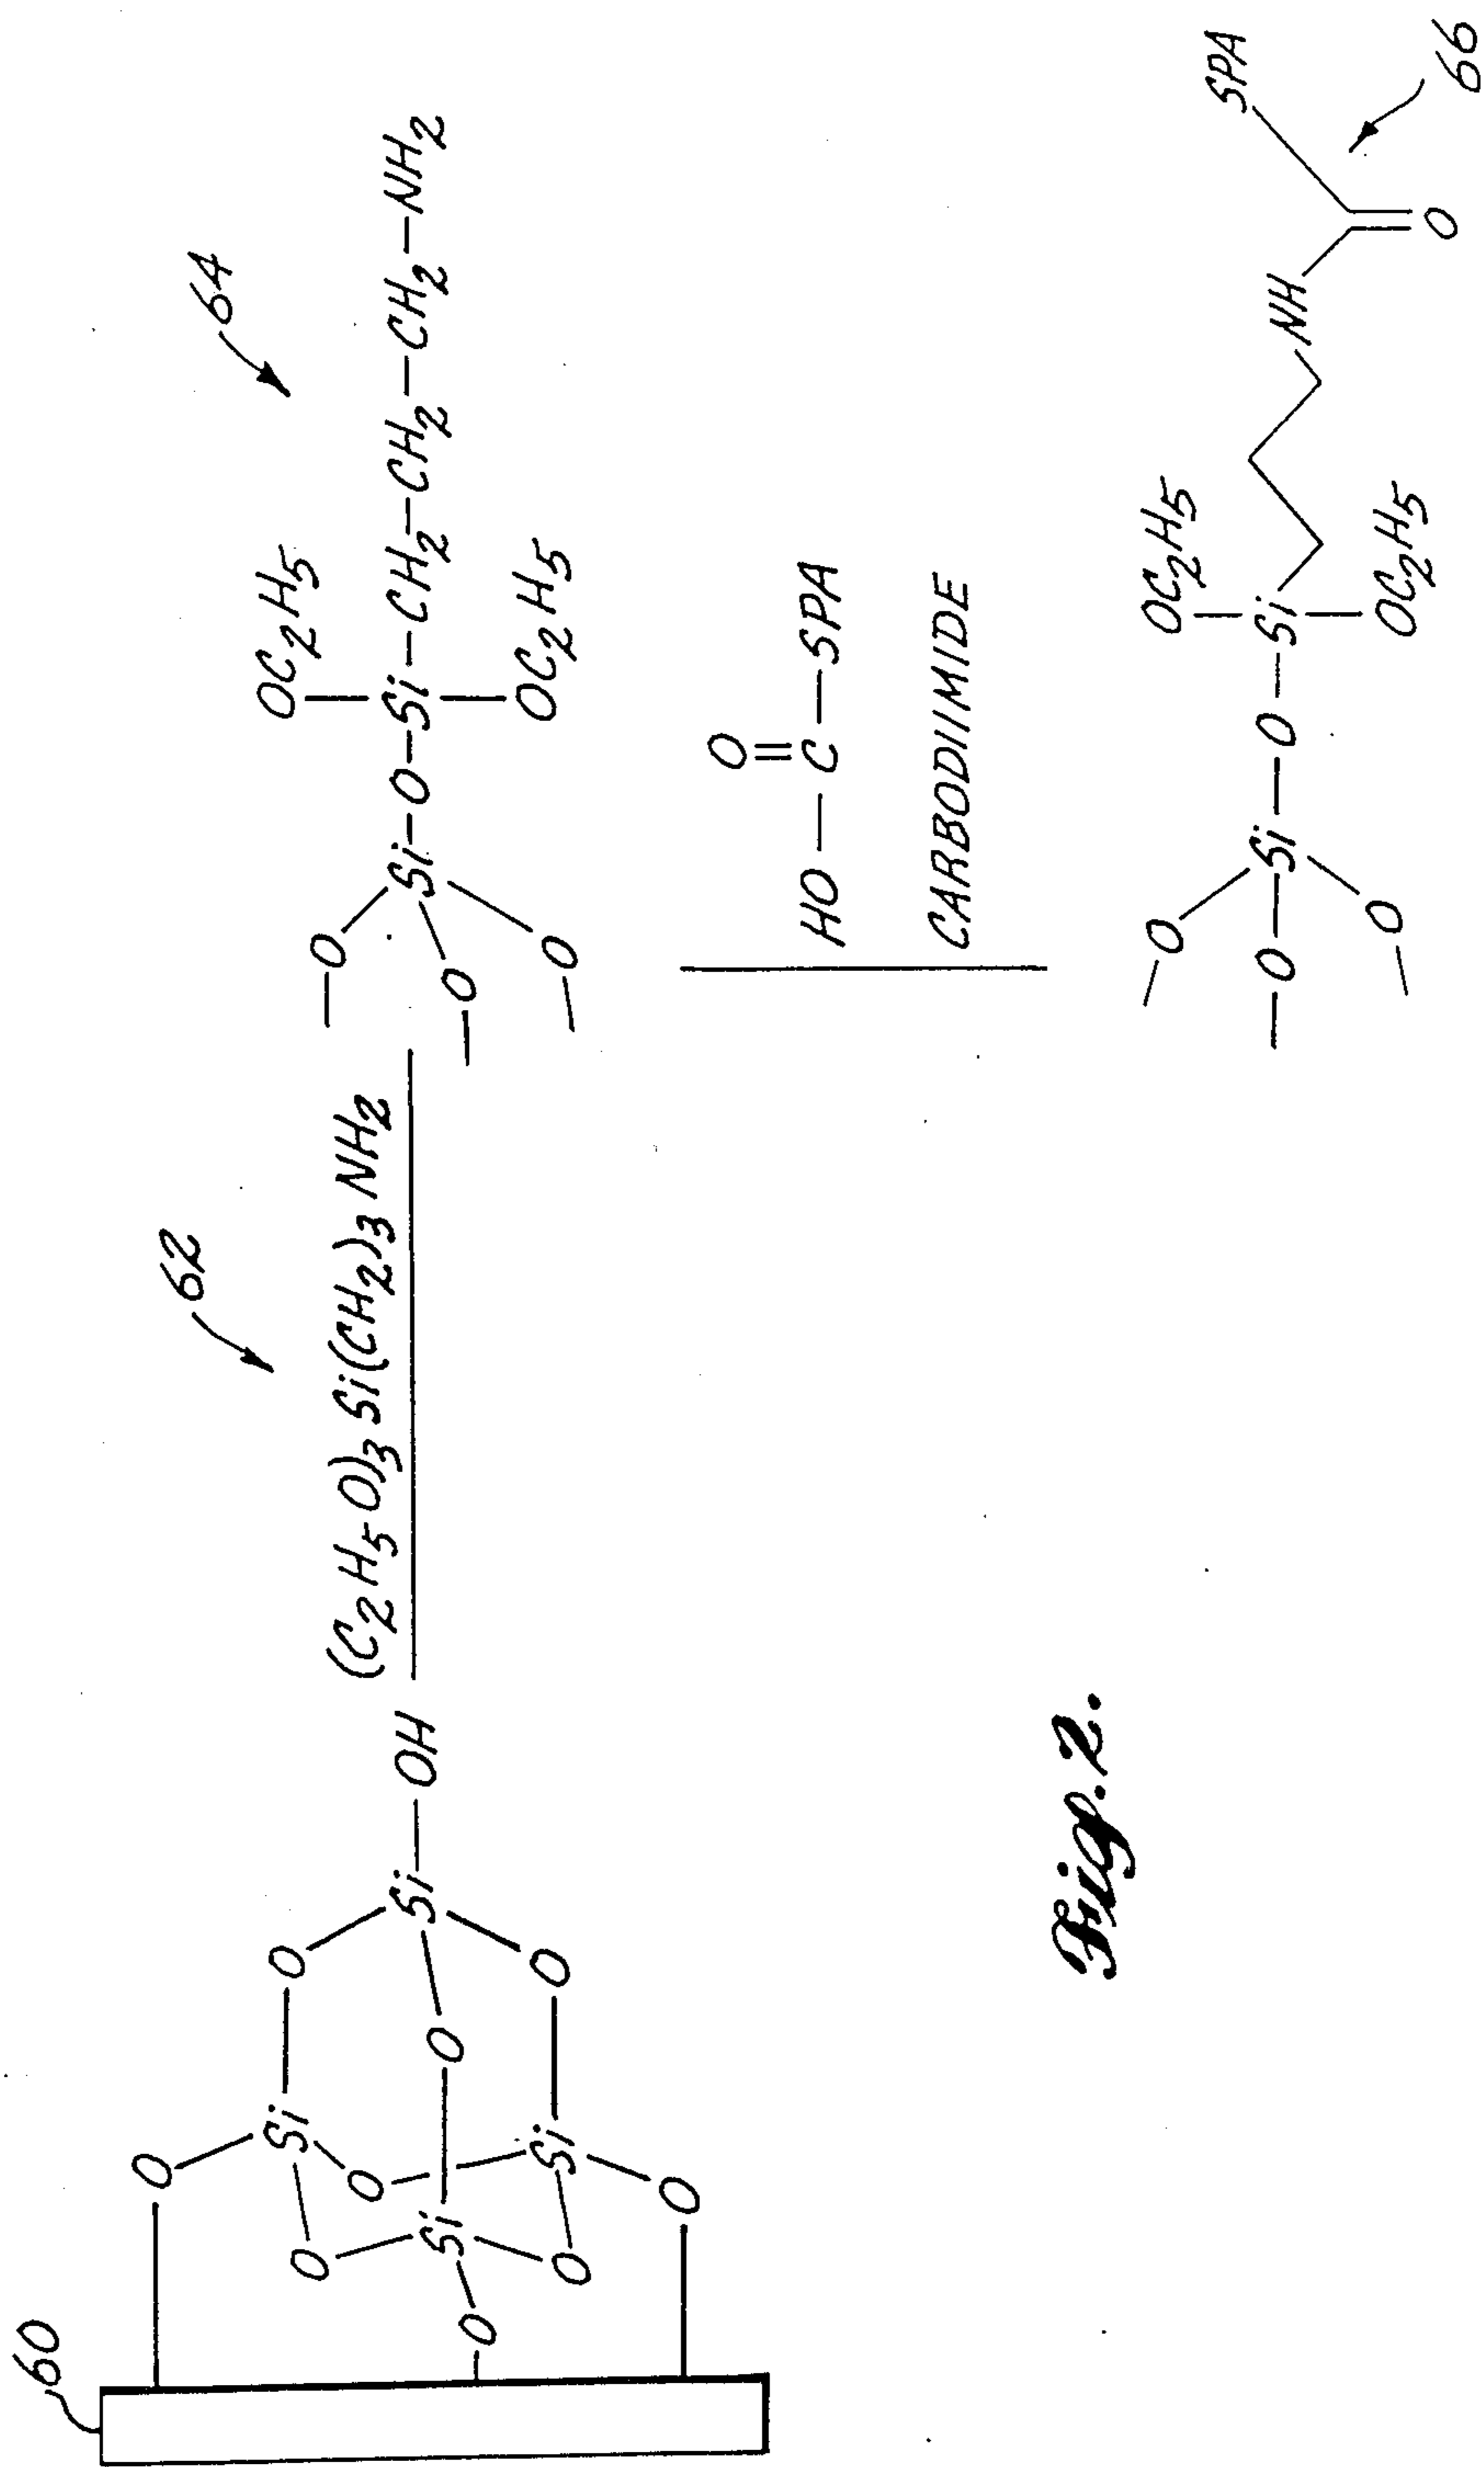 60
62
64
(C2H5O)3Si(CH2)3NH2
O
O
O
O
O
O
O
O
O
Si
Si
Si
Si—OH
OC2H5
—O
—O
—O
Si—O—Si—CH2—CH2—CH2—NH2
OC2H5
O
HO—C—SPA
CARBODIIMIDE
OC2H5
SPA
O
—O—Si—O—Si
NH
O
OC2H5
O
66
Fig. 2.